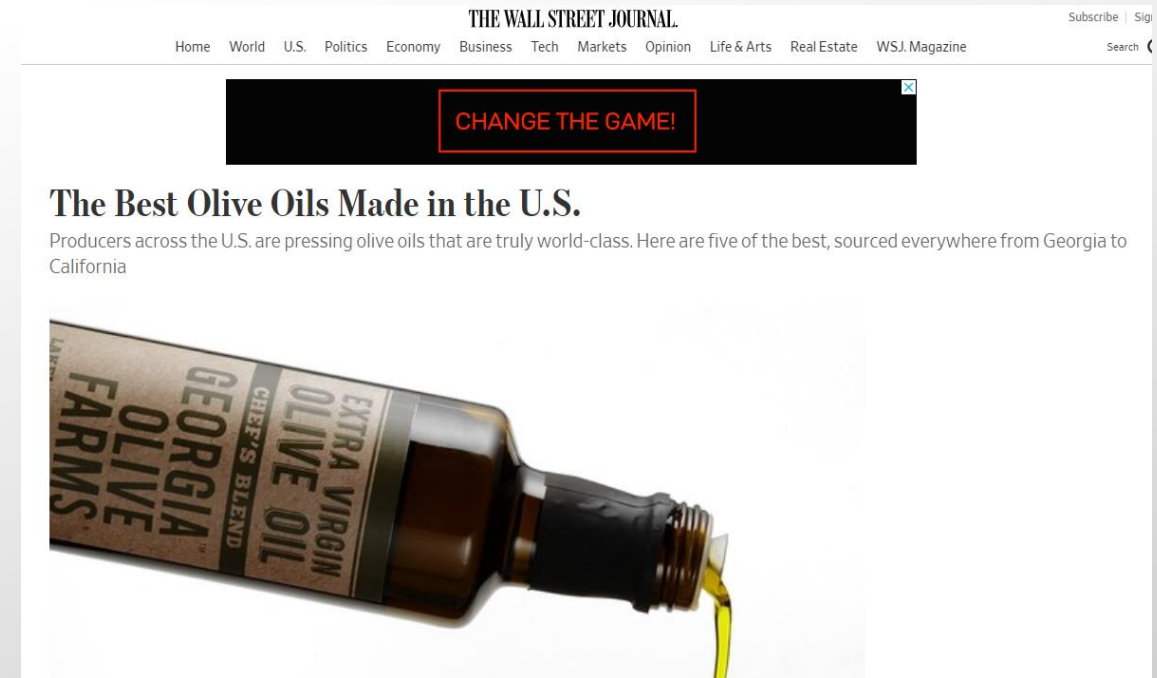 THE WALL STREET JOURNAL.
Subscribe
Home World U.S. Politics Economy Business Tech Markets Opinion Life & Arts Real Estate WSJ. Magazine
Search
CHANGE THE GAME!
The Best Olive Oils Made in the U.S.
Producers across the U.S. are pressing olive oils that are truly world-class. Here are five of the best, sourced everywhere from Georgia to
California
EXTRA VIRGIN
OLIVE OIL
CHEF'S BLEND
GEORGIA
OLIVE
FARMS